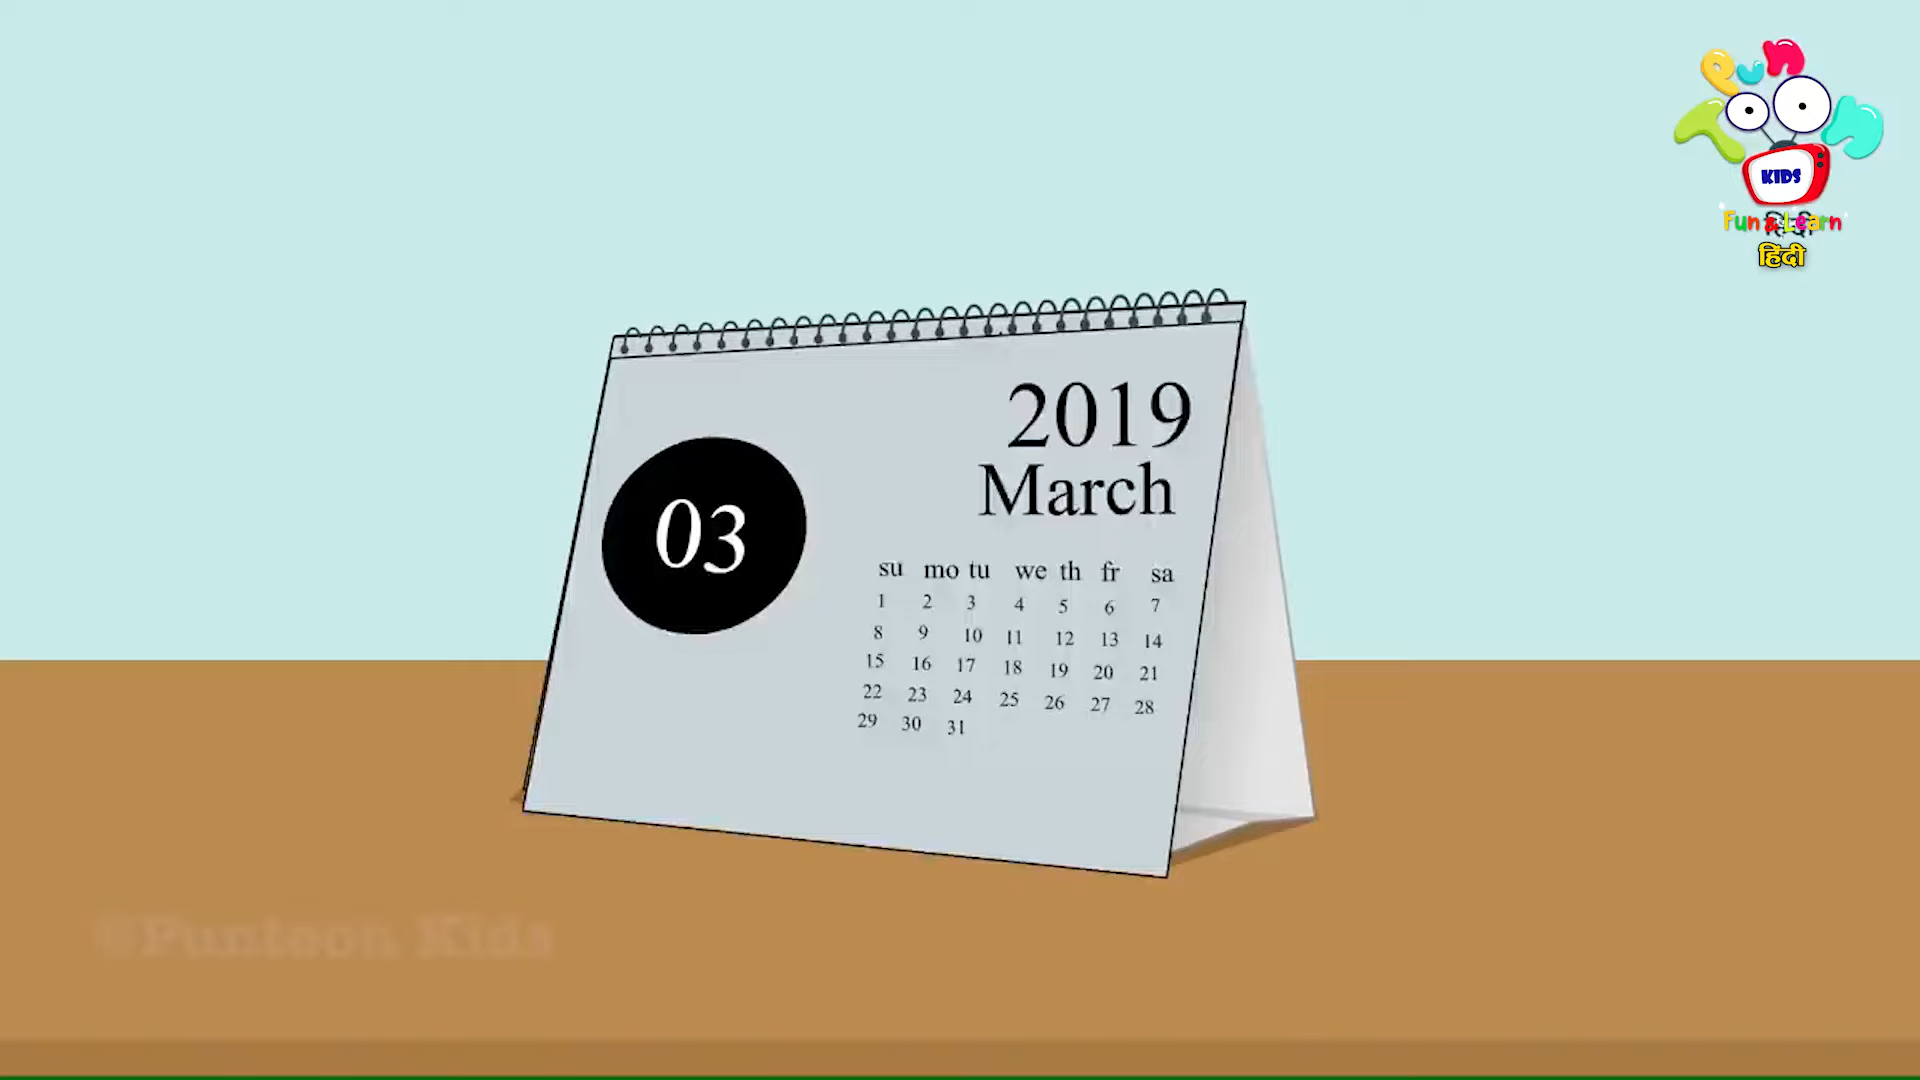 Pun
Toon
KIDS
Fun & Learn
हिंदी
2019
March
03
su mo tu we th fr sa
1 2 3 4 5 6 7
8 9 10 11 12 13 14
15 16 17 18 19 20 21
22 23 24 25 26 27 28
29 30 31
©Puntoon Kids